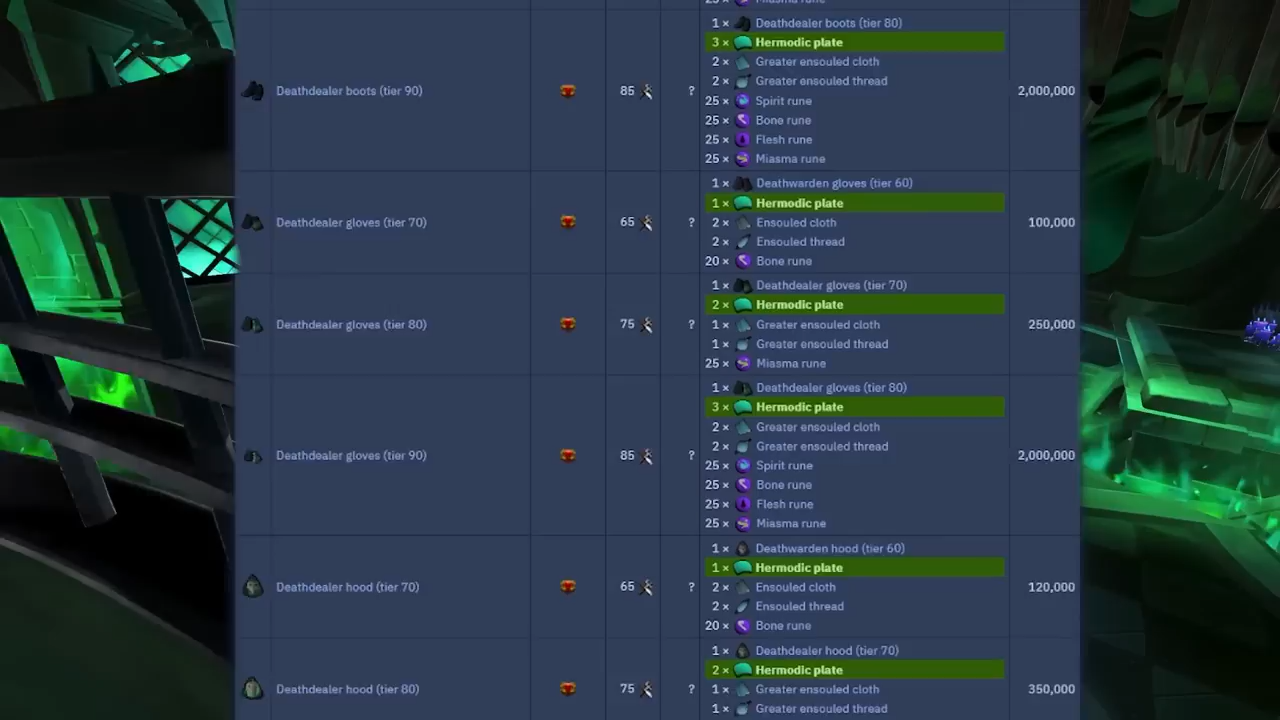 25 × Miasma rune
1 × Deathdealer boots (tier 80)
3 × Hermodic plate
2 × Greater ensouled cloth
2 × Greater ensouled thread
Deathdealer boots (tier 90) 85 ? 25 × Spirit rune 2,000,000
25 × Bone rune
25 × Flesh rune
25 × Miasma rune
1 × Deathwarden gloves (tier 60)
1 × Hermodic plate
Deathdealer gloves (tier 70) 65 ? 2 × Ensouled cloth 100,000
2 × Ensouled thread
20 × Bone rune
1 × Deathdealer gloves (tier 70)
2 × Hermodic plate
Deathdealer gloves (tier 80) 75 ? 1 × Greater ensouled cloth 250,000
1 × Greater ensouled thread
25 × Miasma rune
1 × Deathdealer gloves (tier 80)
3 × Hermodic plate
2 × Greater ensouled cloth
2 × Greater ensouled thread
Deathdealer gloves (tier 90) 85 ? 25 × Spirit rune 2,000,000
25 × Bone rune
25 × Flesh rune
25 × Miasma rune
1 × Deathwarden hood (tier 60)
1 × Hermodic plate
Deathdealer hood (tier 70) 65 ? 2 × Ensouled cloth 120,000
2 × Ensouled thread
20 × Bone rune
1 × Deathdealer hood (tier 70)
2 × Hermodic plate
Deathdealer hood (tier 80) 75 ? 1 × Greater ensouled cloth 350,000
1 × Greater ensouled thread